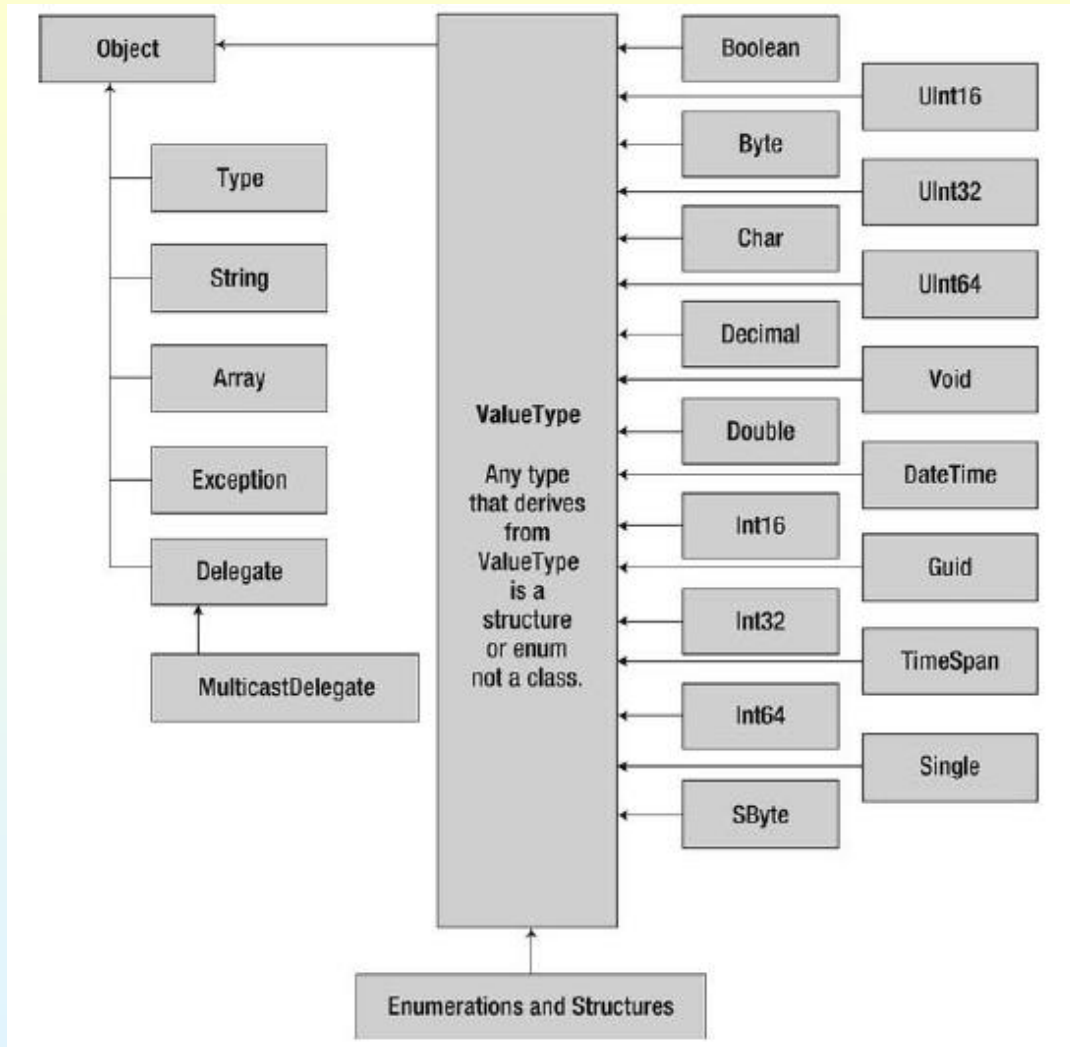 Object
Type
String
Array
Exception
Delegate
MulticastDelegate
ValueType
Any type
that derives
from
ValueType
is a
structure
or enum
not a class.
Boolean
UInt16
Byte
UInt32
Char
UInt64
Decimal
Void
Double
DateTime
Int16
Guid
Int32
TimeSpan
Int64
Single
SByte
Enumerations and Structures